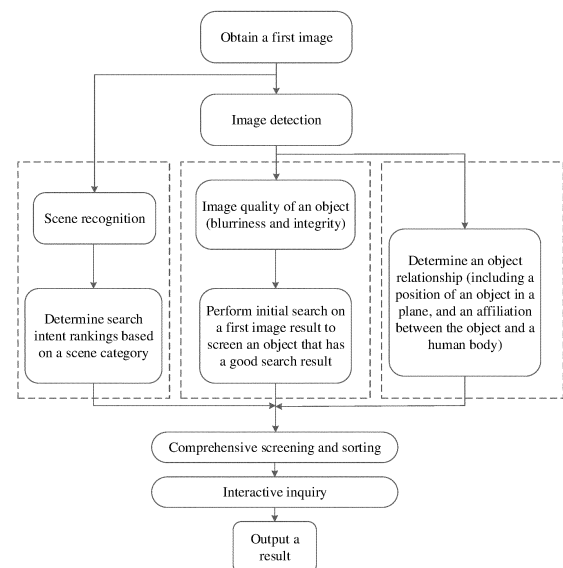 Obtain a first image
Image detection
Scene recognition
Determine search
intent rankings based
on a scene category
Image quality of an object
(blurriness and integrity)
Perform initial search on
a first image result to
screen an object that has
a good search result
Determine an object
relationship (including a
position of an object in a
plane, and an affiliation
between the object and a
human body)
Comprehensive screening and sorting
Interactive inquiry
Output a
result